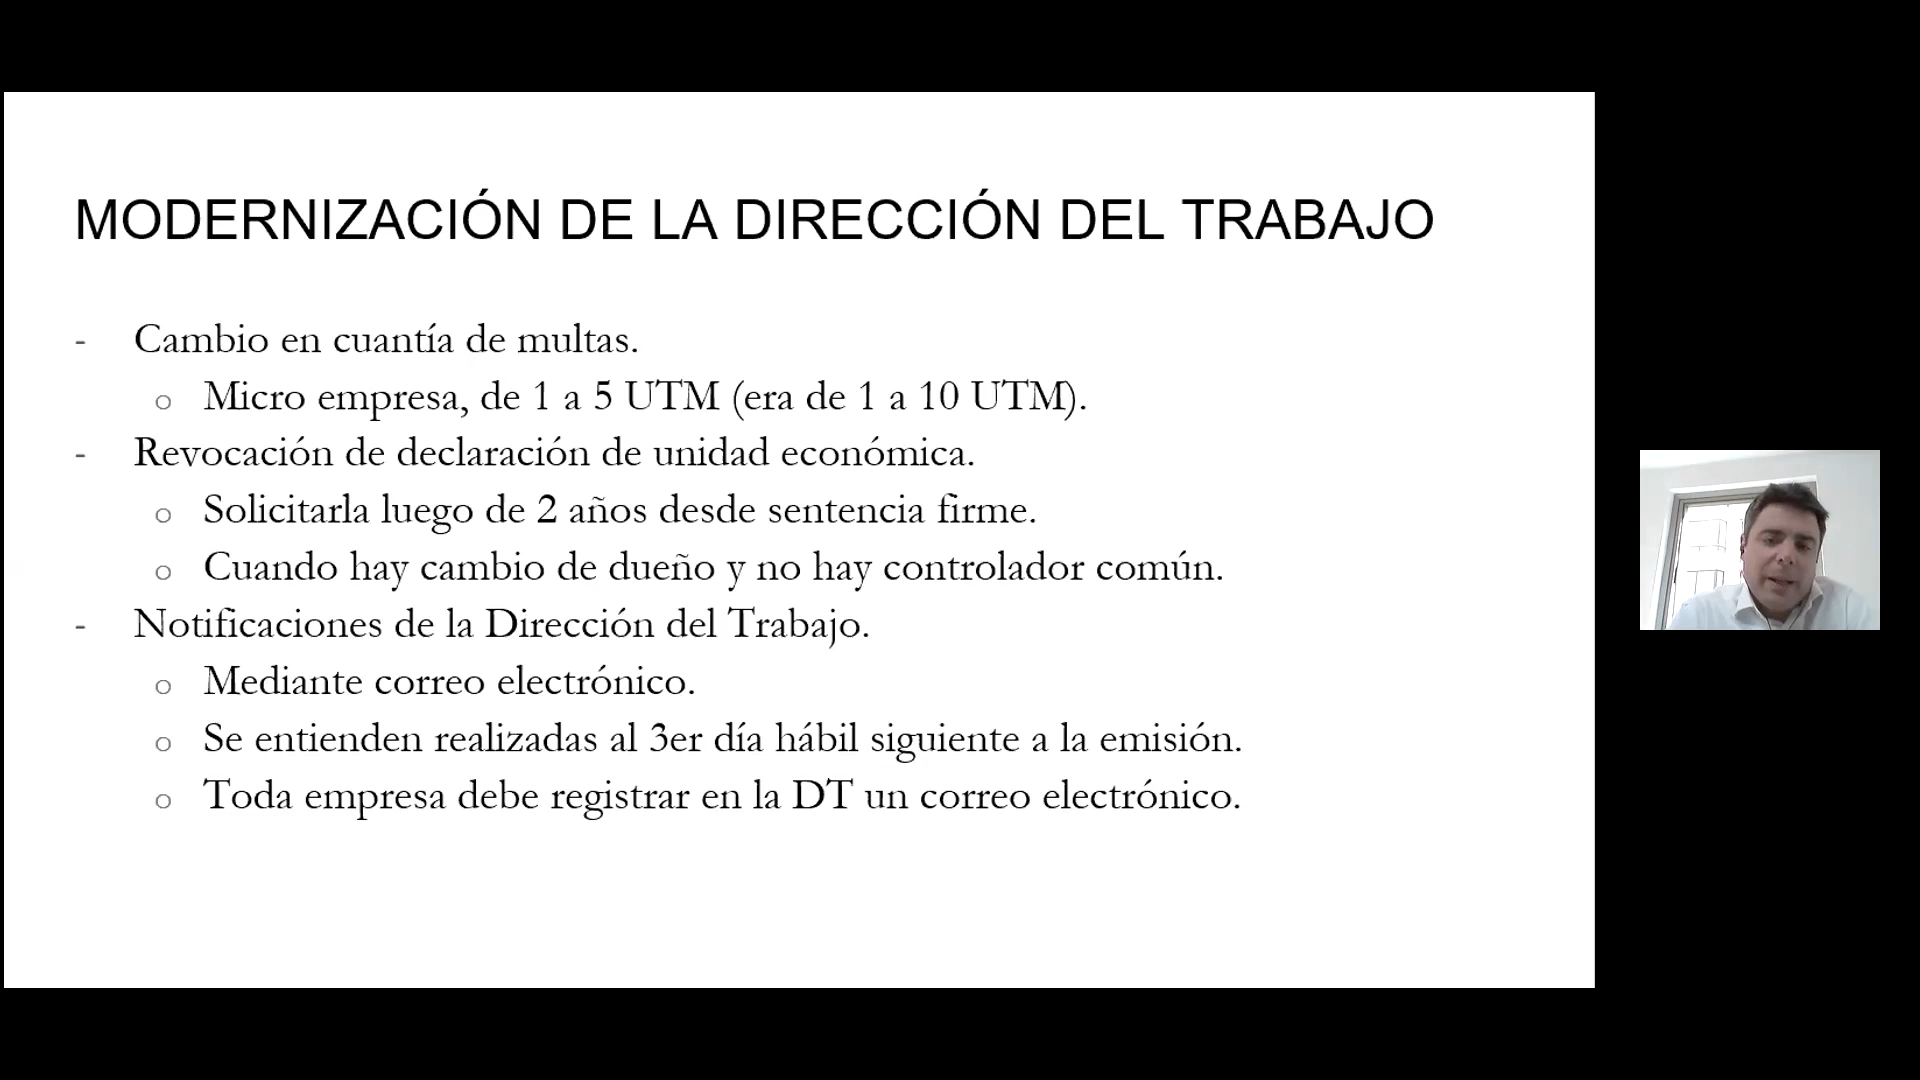 MODERNIZACIÓN DE LA DIRECCIÓN DEL TRABAJO
- Cambio en cuantía de multas.
o Micro empresa, de 1 a 5 UTM (era de 1 a 10 UTM).
- Revocación de declaración de unidad económica.
o Solicitarla luego de 2 años desde sentencia firme.
o Cuando hay cambio de dueño y no hay controlador común.
- Notificaciones de la Dirección del Trabajo.
o Mediante correo electrónico.
o Se entienden realizadas al 3er día hábil siguiente a la emisión.
o Toda empresa debe registrar en la DT un correo electrónico.